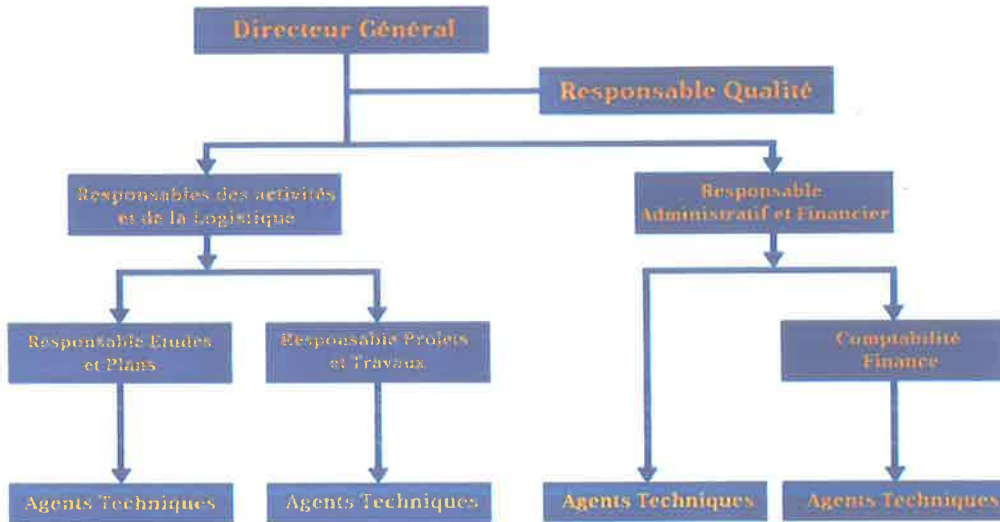 Directeur Général
Responsable Qualité
Responsables des activités
et de la Logistique
Responsable
Administratif et Financier
Responsable Etudes
et Plans
Responsable Projets
et Travaux
Comptabilité
Finance
Agents Techniques
Agents Techniques
Agents Techniques
Agents Techniques